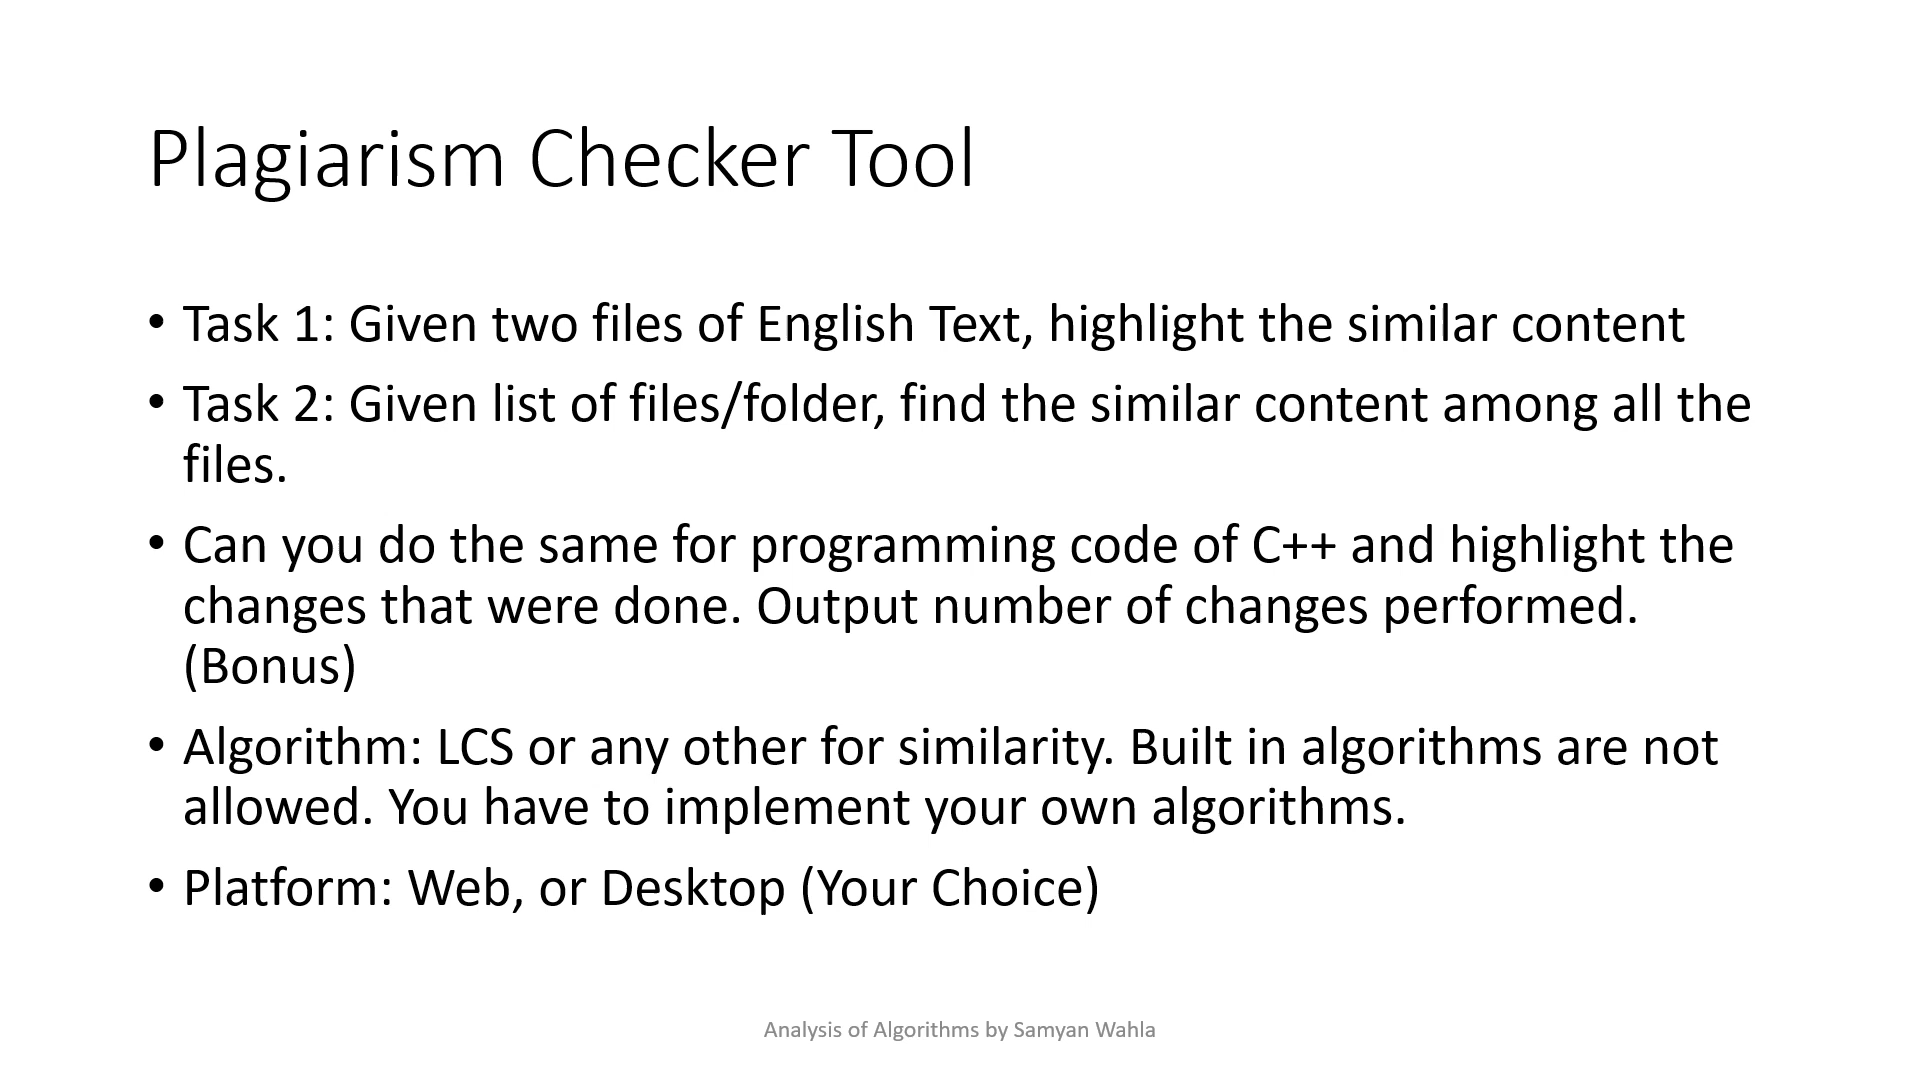 Plagiarism Checker Tool
• Task 1: Given two files of English Text, highlight the similar content
• Task 2: Given list of files/folder, find the similar content among all the
files.
• Can you do the same for programming code of C++ and highlight the
changes that were done. Output number of changes performed.
(Bonus)
• Algorithm: LCS or any other for similarity. Built in algorithms are not
allowed. You have to implement your own algorithms.
• Platform: Web, or Desktop (Your Choice)
Analysis of Algorithms by Samyan Wahla